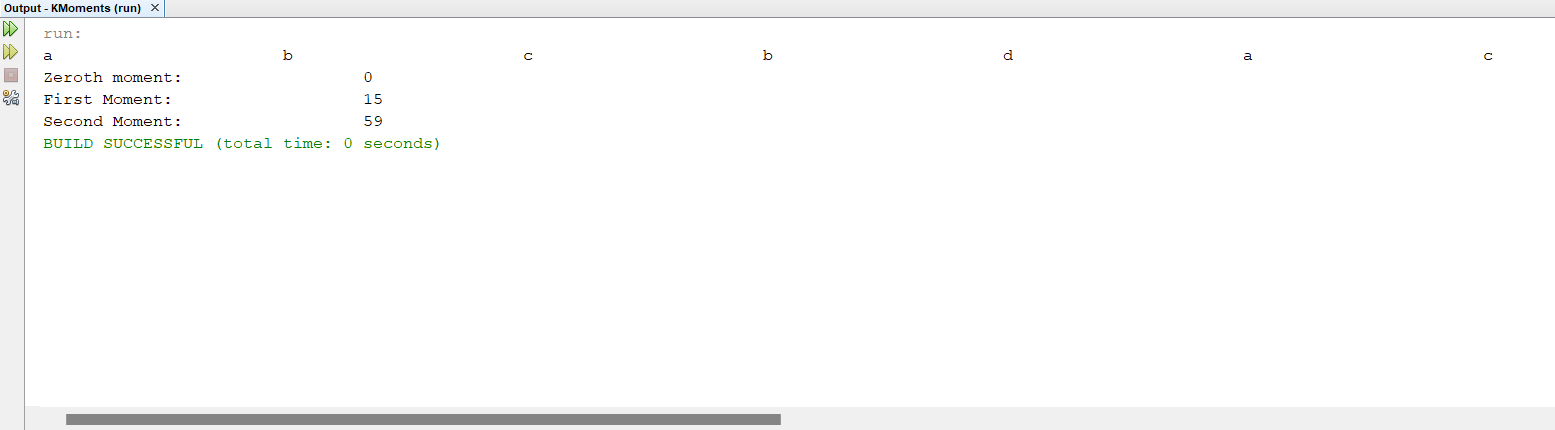 Output - KMoments (run) ×
run:
a b c b d a c
Zeroth moment: 0
First Moment: 15
Second Moment: 59
BUILD SUCCESSFUL (total time: 0 seconds)